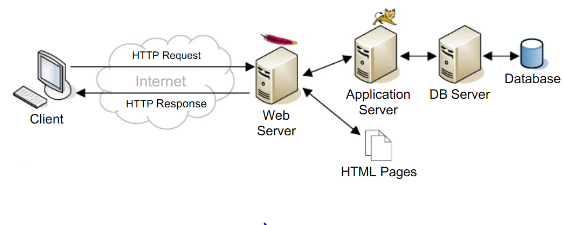 HTTP Request
Internet
HTTP Response
Client
Web
Server
Application
Server
DB Server
Database
HTML Pages